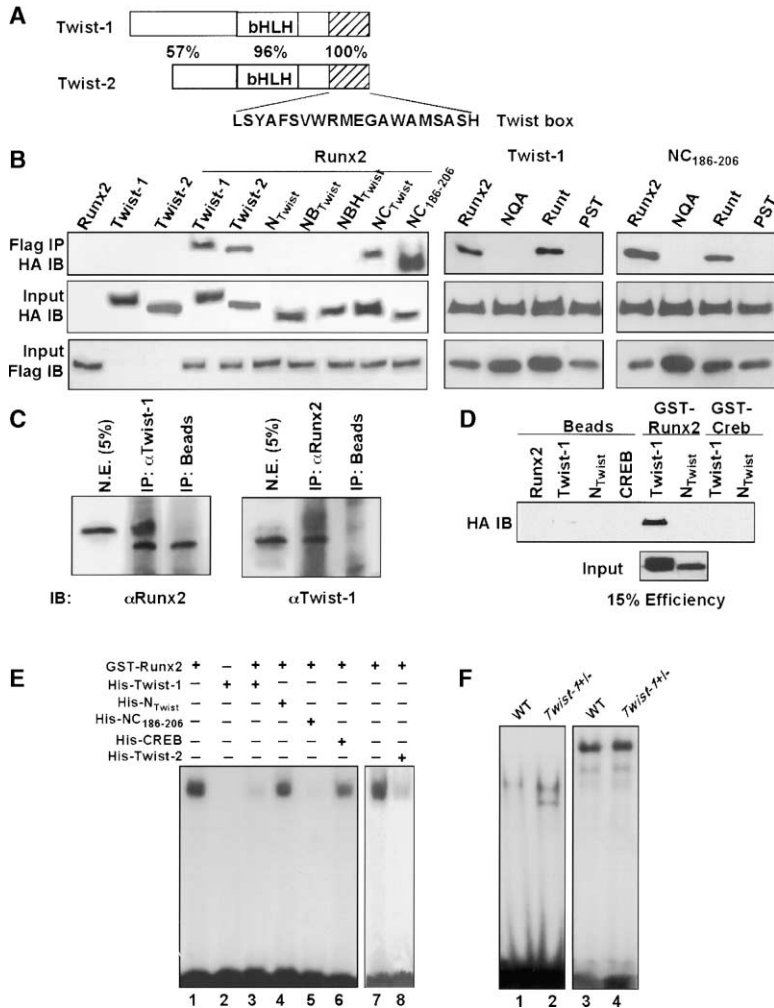 A
Twist-1 bHLH
57% 96% 100%
Twist-2 bHLH
LSYAFSVWRMEGAWAMSASH Twist box
B
Runx2 Twist-1 NC186-206
Runx2 Twist-1 Twist-2 Twist-1 Twist-2 NTwist NBTwist NBHTwist NCTwist NC186-206 Runx2 NQA Runt PST Runx2 NQA Runt PST
Flag IP
HA IB
Input
HA IB
Input
Flag IB
C
N.E. (5%) IP: αTwist-1 IP: Beads N.E. (5%) IP: αRunx2 IP: Beads
IB: αRunx2 αTwist-1
D
Beads GST-Runx2 GST-Creb
Runx2 Twist-1 NTwist CREB Twist-1 NTwist Twist-1 NTwist
HA IB
Input
15% Efficiency
E
GST-Runx2 + – + + + + + +
His-Twist-1 – + + – – – – –
His-NTwist – – – + – – – –
His-NC186-206 – – – – + – – –
His-CREB – – – – – + – –
His-Twist-2 – – – – – – – +
1 2 3 4 5 6 7 8
F
WT Twist-1+/- WT Twist-1+/-
1 2 3 4